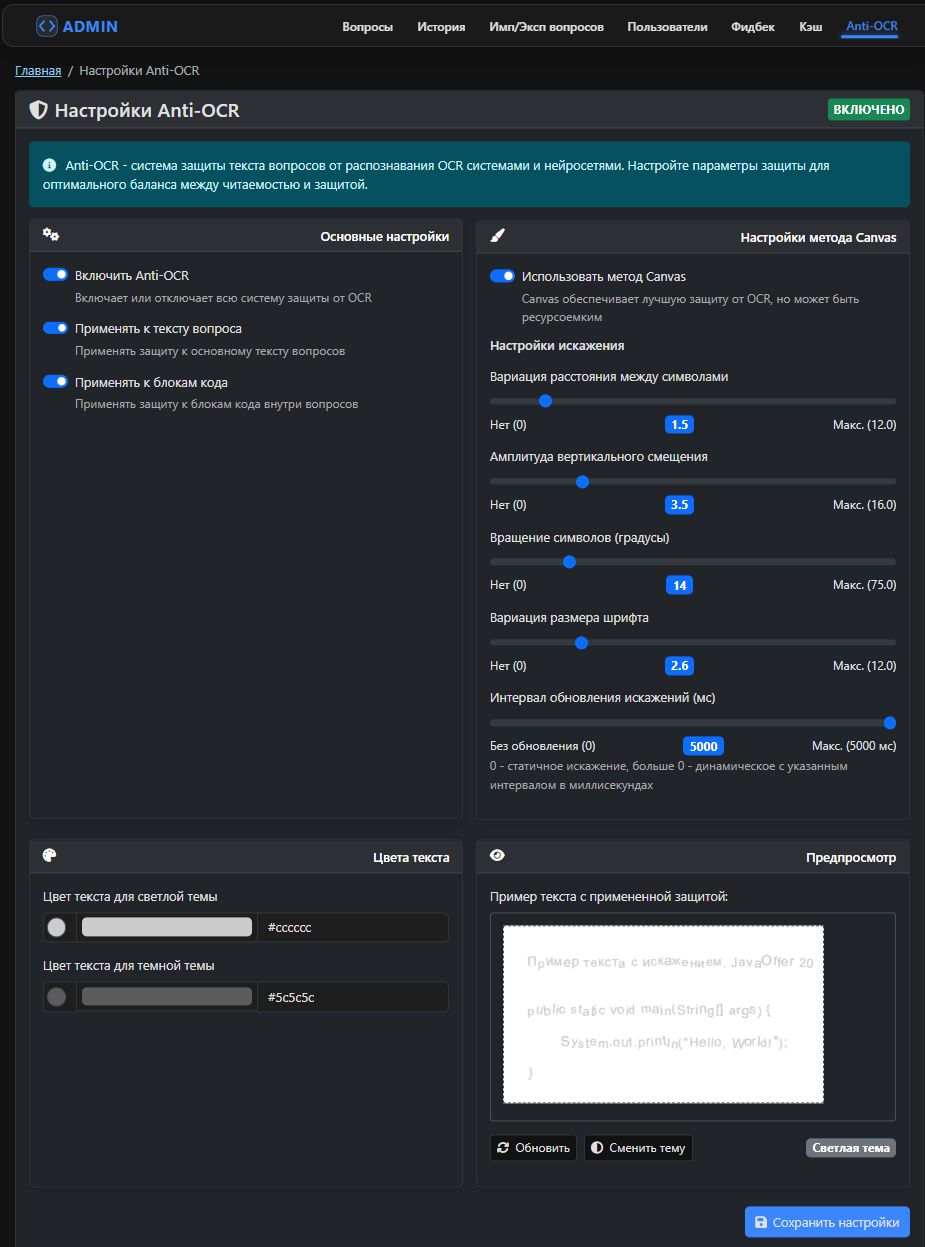 ADMIN
Вопросы История Имп/Эксп вопросов Пользователи Фидбек Кэш Anti-OCR
Главная / Настройки Anti-OCR
Настройки Anti-OCR
ВКЛЮЧЕНО
Anti-OCR - система защиты текста вопросов от распознавания OCR системами и нейросетями. Настройте параметры защиты для
оптимального баланса между читаемостью и защитой.
Основные настройки
Включить Anti-OCR
Включает или отключает всю систему защиты от OCR
Применять к тексту вопроса
Применять защиту к основному тексту вопросов
Применять к блокам кода
Применять защиту к блокам кода внутри вопросов
Настройки метода Canvas
Использовать метод Canvas
Canvas обеспечивает лучшую защиту от OCR, но может быть
ресурсоемким
Настройки искажения
Вариация расстояния между символами
Нет (0) 1.5 Макс. (12.0)
Амплитуда вертикального смещения
Нет (0) 3.5 Макс. (16.0)
Вращение символов (градусы)
Нет (0) 14 Макс. (75.0)
Вариация размера шрифта
Нет (0) 2.6 Макс. (12.0)
Интервал обновления искажений (мс)
Без обновления (0) 5000 Макс. (5000 мс)
0 - статичное искажение, больше 0 - динамическое с указанным
интервалом в миллисекундах
Цвета текста
Цвет текста для светлой темы
#cccccc
Цвет текста для темной темы
#5c5c5c
Предпросмотр
Пример текста с примененной защитой:
Пример текста с искажением. JavaOffer 20
public static void main(String[] args) {
System.out.println("Hello, World!");
}
Обновить Сменить тему Светлая тема
Сохранить настройки